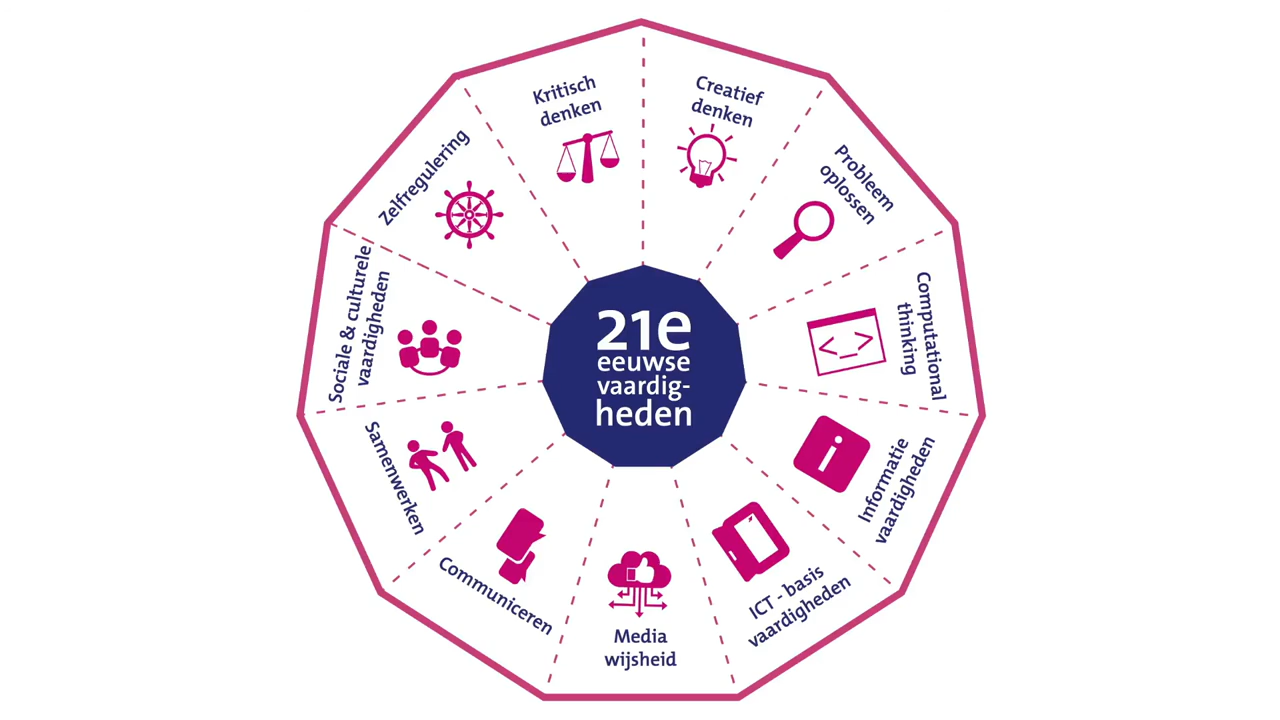 21e
eeuwse
vaardig-
heden
Kritisch
denken
Creatief
denken
Probleem
oplossen
Computational
thinking
Informatie
vaardigheden
ICT - basis
vaardigheden
Media
wijsheid
Communiceren
Samenwerken
Sociale & culturele
vaardigheden
Zelfregulering